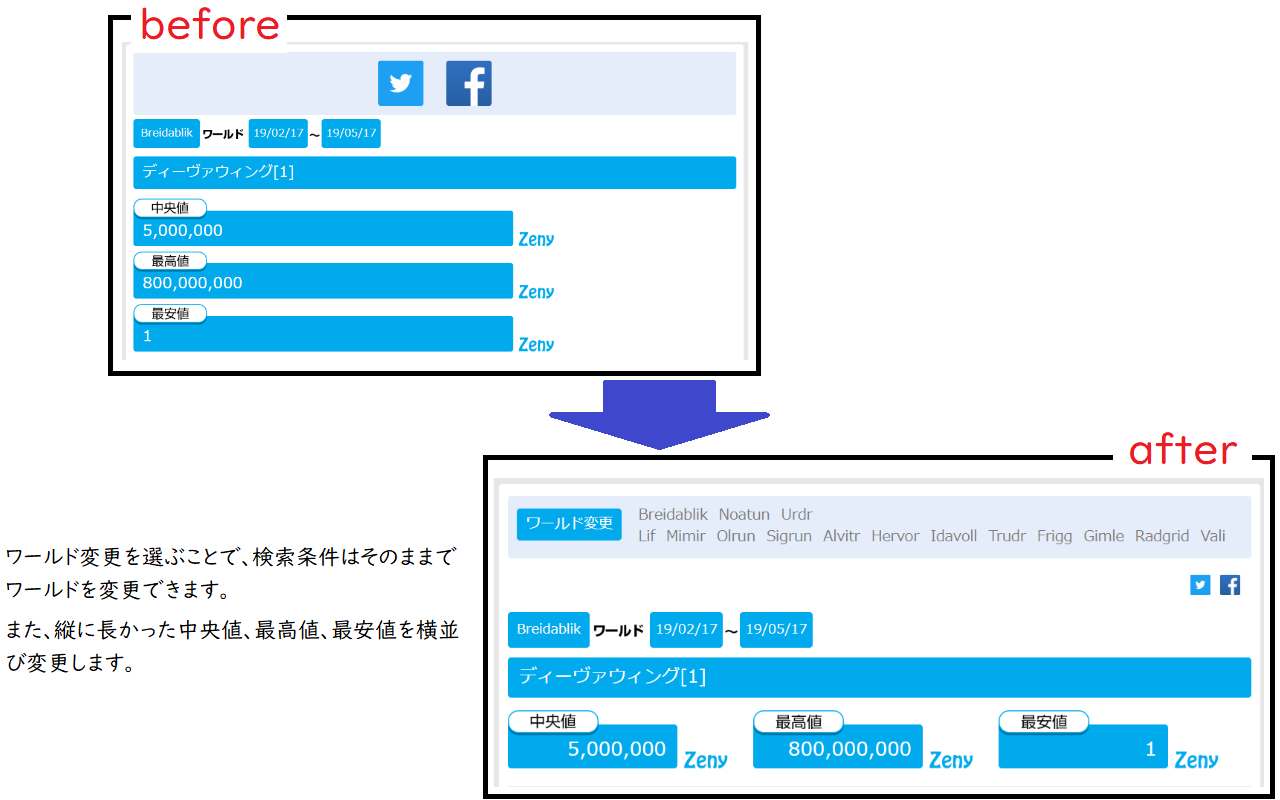 before
Breidablik ワールド 19/02/17 ～ 19/05/17
ディーヴァウィング[1]
中央値
5,000,000 Zeny
最高値
800,000,000 Zeny
最安値
1 Zeny
after
ワールド変更
Breidablik Noatun Urdr
Lif Mimir Olrun Sigrun Alvitr Hervor Idavoll Trudr Frigg Gimle Radgrid Vali
Breidablik ワールド 19/02/17 ～ 19/05/17
ディーヴァウィング[1]
中央値 最高値 最安値
5,000,000 Zeny 800,000,000 Zeny 1 Zeny
ワールド変更を選ぶことで、検索条件はそのままで
ワールドを変更できます。
また、縦に長かった中央値、最高値、最安値を横並
び変更します。